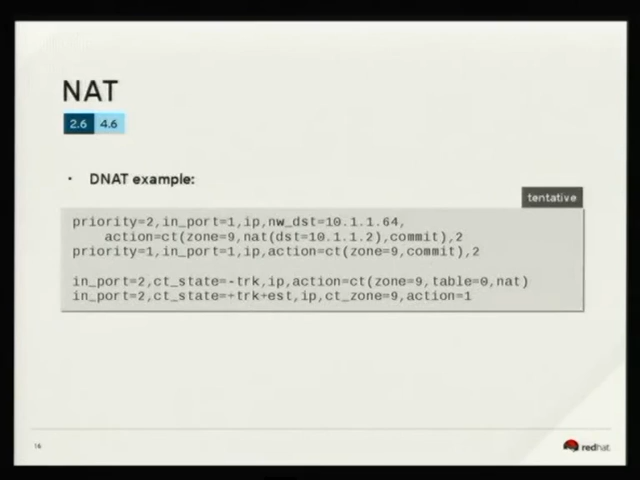 NAT
2.6 4.6
• DNAT example:
tentative
priority=2,in_port=1,ip,nw_dst=10.1.1.64,
action=ct(zone=9,nat(dst=10.1.1.2),commit),2
priority=1,in_port=1,ip,action=ct(zone=9,commit),2
in_port=2,ct_state=-trk,ip,action=ct(zone=9,table=0,nat)
in_port=2,ct_state=+trk+est,ip,ct_zone=9,action=1
16
redhat.